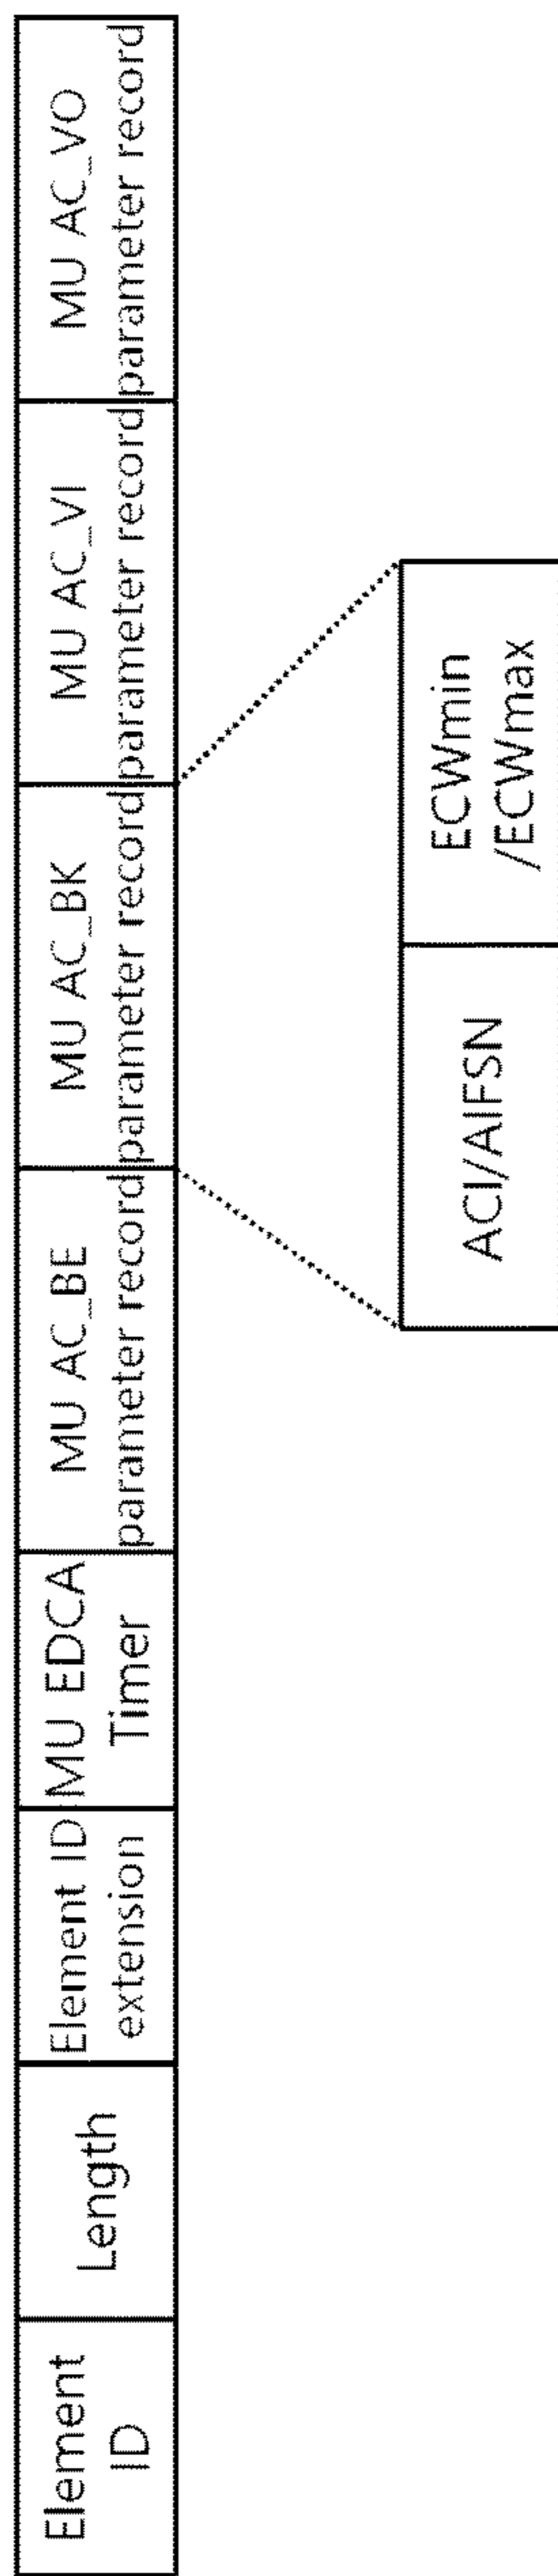 Element
ID
Length
Element ID
extension
MU EDCA
Timer
MU AC_BE
parameter record
MU AC_BK
parameter record
MU AC_VI
parameter record
MU AC_VO
parameter record
ACI/AIFSN
ECWmin
/ECWmax